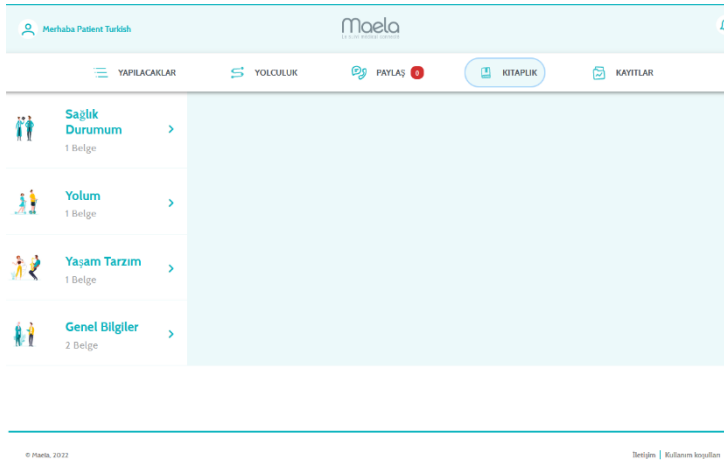 Merhaba Patient Turkish
Maela
YAPILACAKLAR
YOLCULUK
PAYLAŞ 0
KITAPLIK
KAYITLAR
Sağlık
Durumum
1 Belge
Yolum
1 Belge
Yaşam Tarzım
1 Belge
Genel Bilgiler
2 Belge
© Maela, 2022
İletişim | Kullanım koşulları